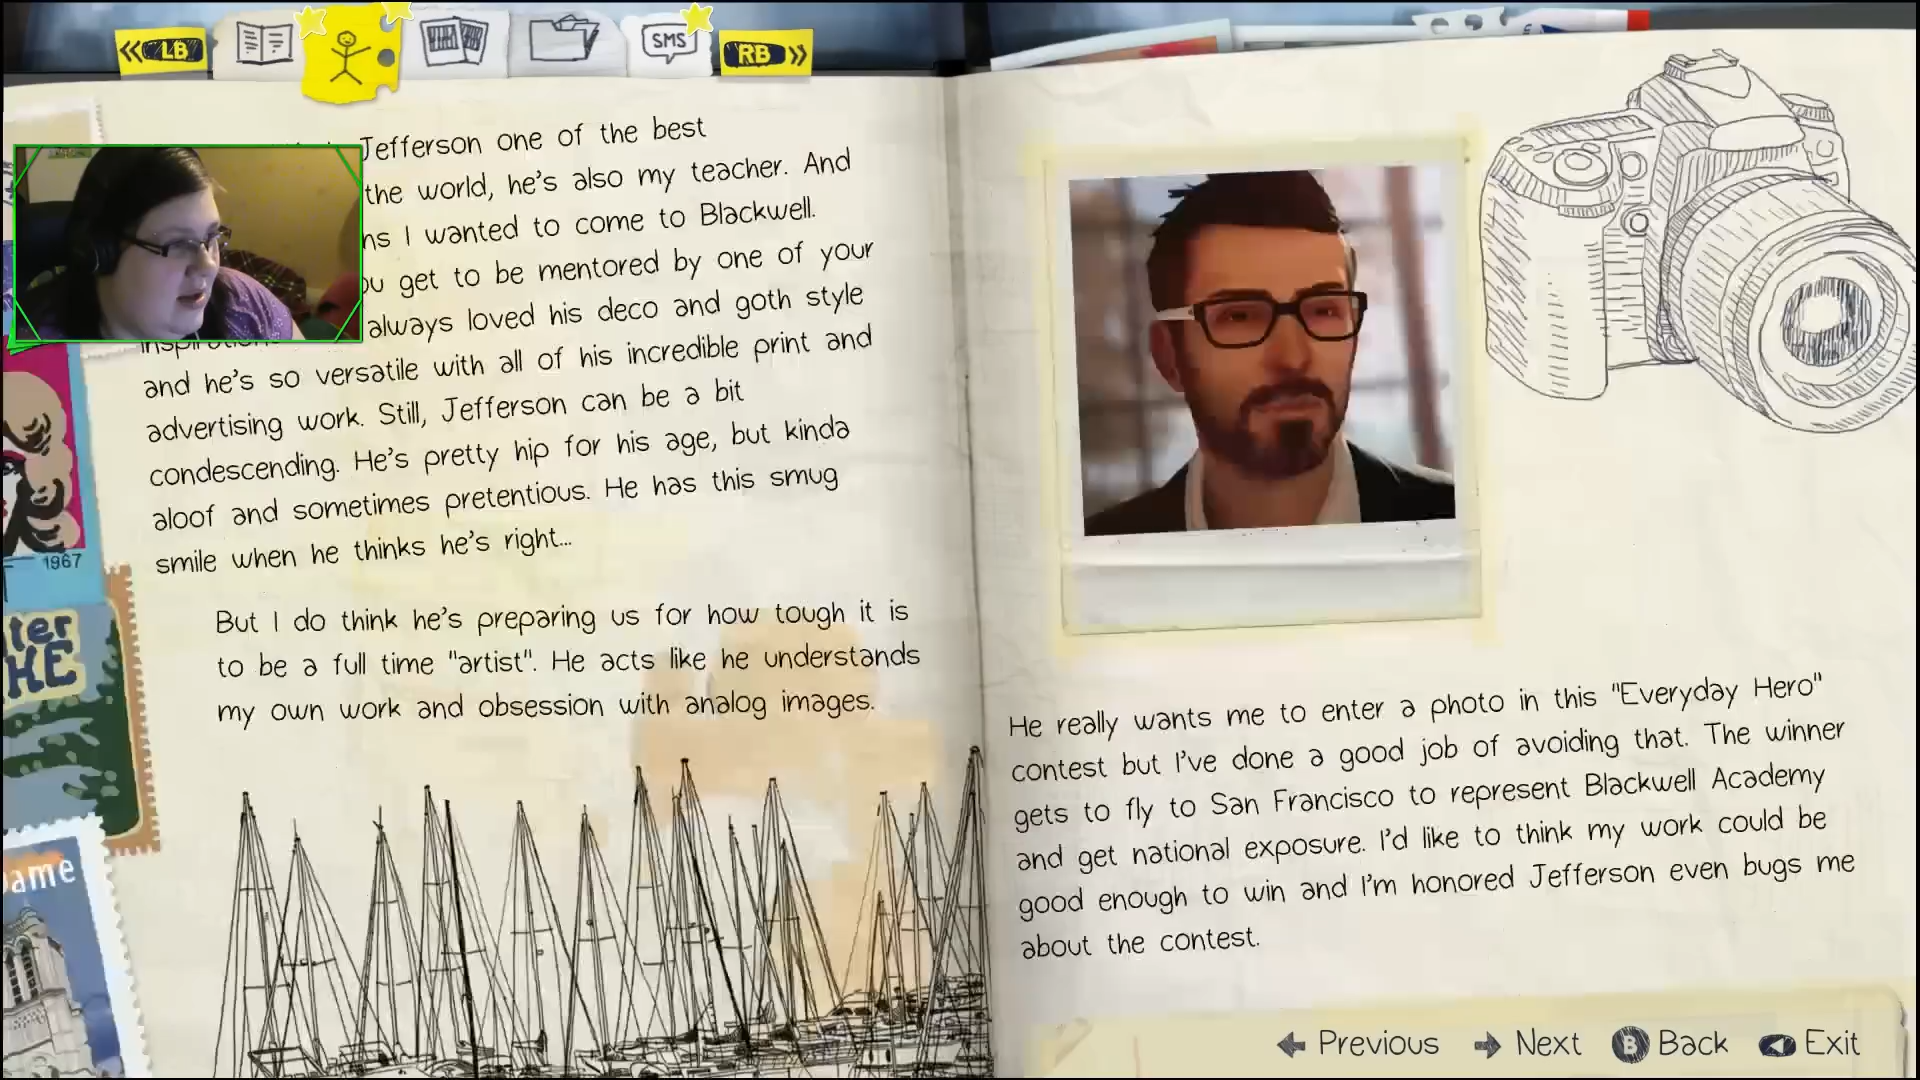 LB
SMS
RB
Jefferson one of the best
the world, he's also my teacher. And
ns I wanted to come to Blackwell.
ou get to be mentored by one of your
always loved his deco and goth style
and he's so versatile with all of his incredible print and
advertising work. Still, Jefferson can be a bit
condescending. He's pretty hip for his age, but kinda
aloof and sometimes pretentious. He has this smug
smile when he thinks he's right...
But I do think he's preparing us for how tough it is
to be a full time "artist". He acts like he understands
my own work and obsession with analog images.
1967
ter
HE
ame
He really wants me to enter a photo in this "Everyday Hero"
contest but I've done a good job of avoiding that. The winner
gets to fly to San Francisco to represent Blackwell Academy
and get national exposure. I'd like to think my work could be
good enough to win and I'm honored Jefferson even bugs me
about the contest.
Previous
Next
B Back
Exit